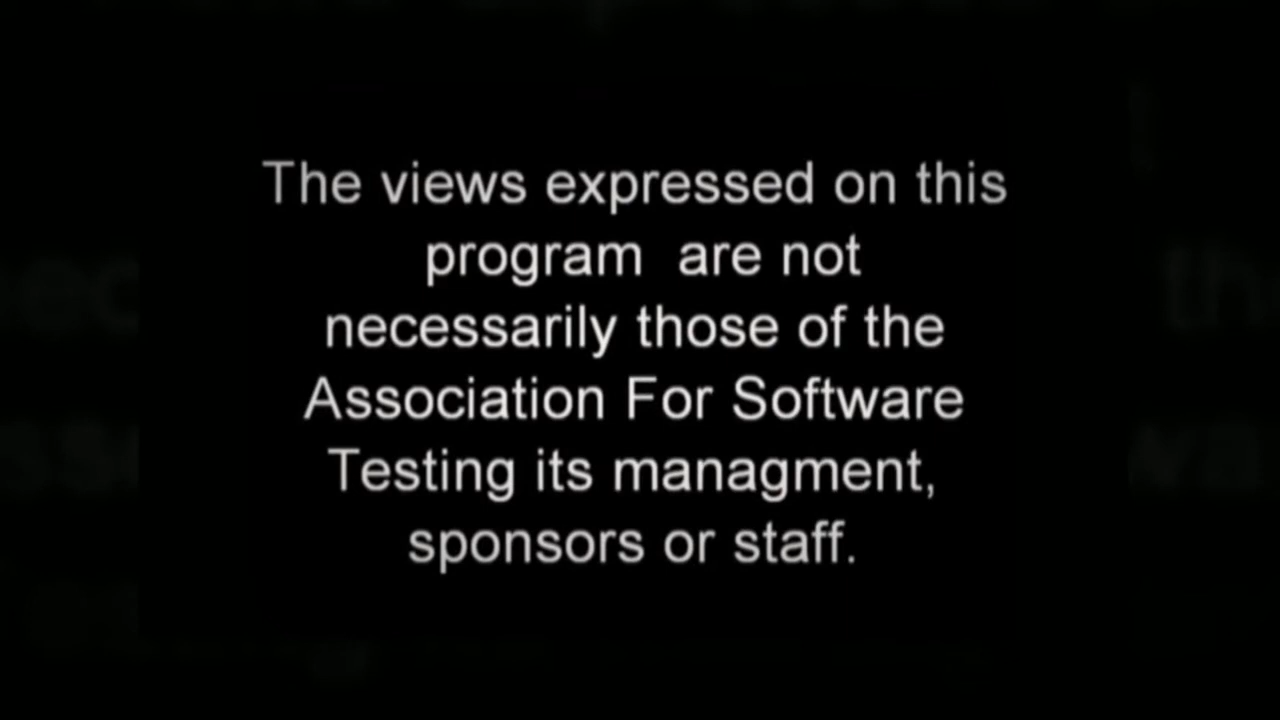 The views expressed on this
program are not
necessarily those of the
Association For Software
Testing its managment,
sponsors or staff.